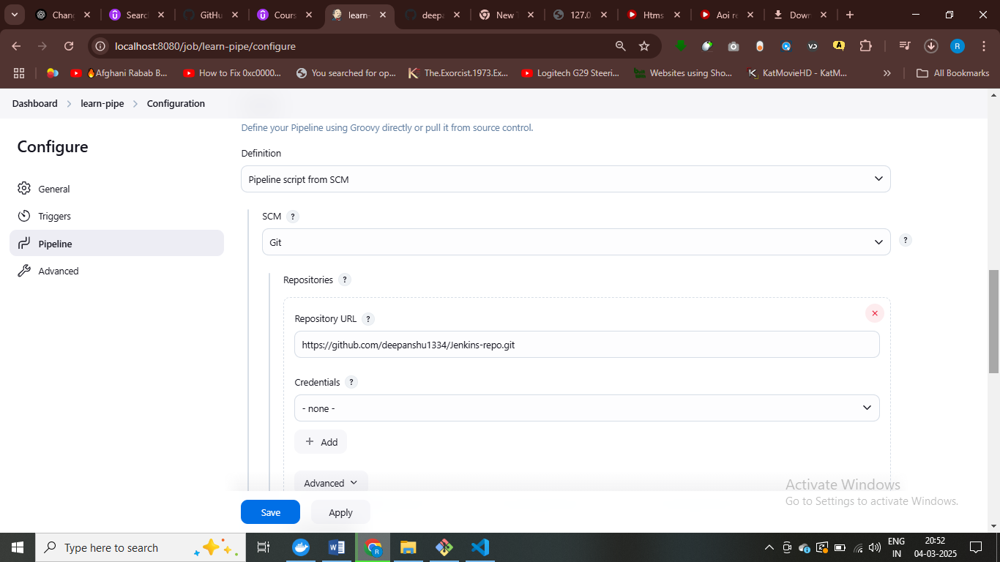 Chang
Searc
GitHu
Cours
learn-
deepa
New T
127.0
Htms
Aoi re
Down
localhost:8080/job/learn-pipe/configure
R
🔥Afghani Rabab B...
How to Fix 0xc0000...
You searched for op...
The.Exorcist.1973.Ex...
Logitech G29 Steeri...
Websites using Sho...
KatMovieHD - KatM...
»
All Bookmarks
Dashboard
learn-pipe
Configuration
Configure
General
Triggers
Pipeline
Advanced
Define your Pipeline using Groovy directly or pull it from source control.
Definition
Pipeline script from SCM
SCM ?
Git
?
Repositories ?
Repository URL ?
https://github.com/deepanshu1334/Jenkins-repo.git
Credentials ?
- none -
+ Add
Advanced
Save
Apply
Activate Windows
Go to Settings to activate Windows.
Type here to search
ENG
IN
20:52
04-03-2025